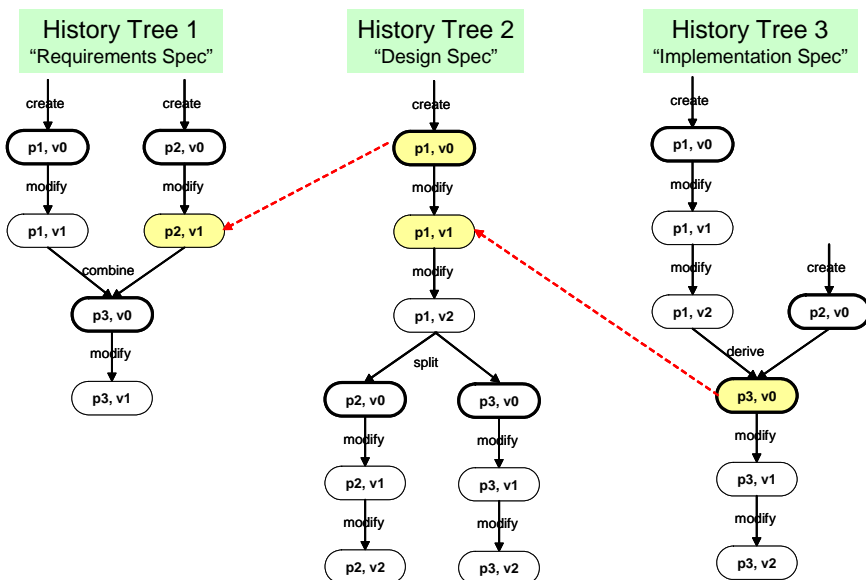 History Tree 1
“Requirements Spec”
create
create
p1, v0
p2, v0
modify
modify
p1, v1
p2, v1
combine
p3, v0
modify
p3, v1
History Tree 2
“Design Spec”
create
p1, v0
modify
p1, v1
modify
p1, v2
split
p2, v0
p3, v0
modify
modify
p2, v1
p3, v1
modify
modify
p2, v2
p3, v2
History Tree 3
“Implementation Spec”
create
p1, v0
modify
p1, v1
modify
create
p1, v2
p2, v0
derive
p3, v0
modify
p3, v1
modify
p3, v2